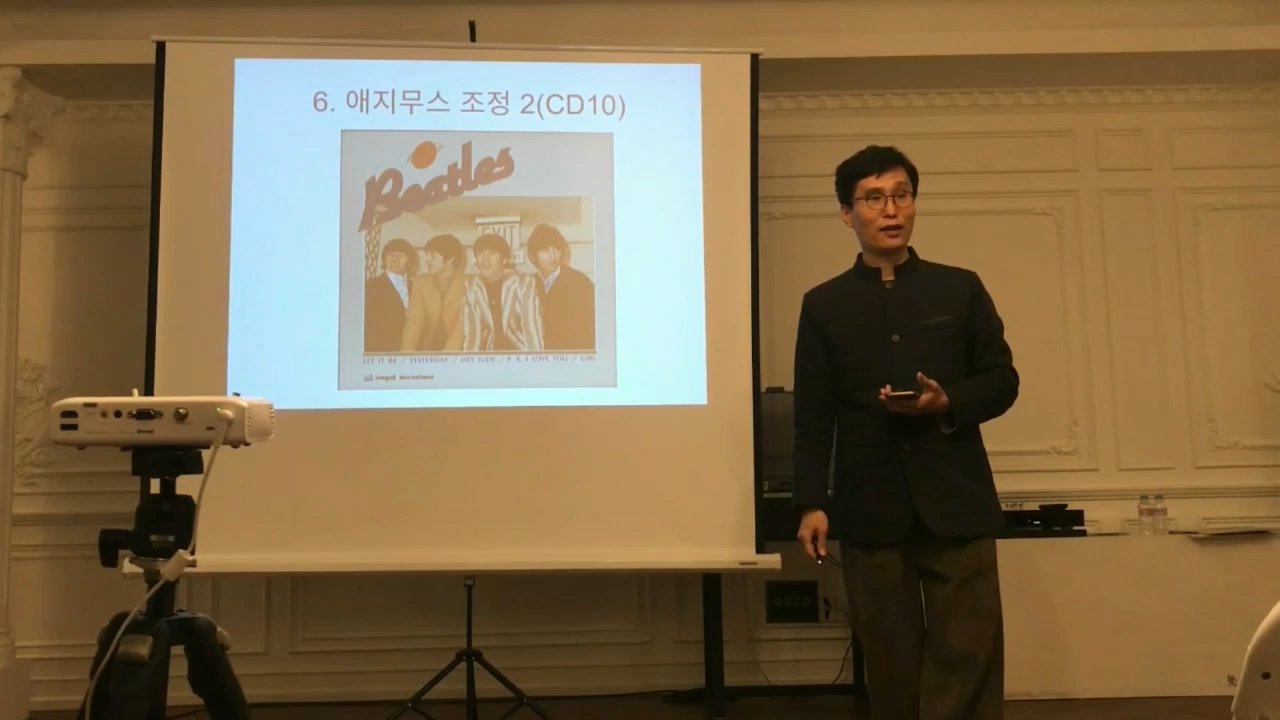 6. 애지무스 조정 2(CD10)
Beatles
EXIT
LET IT BE / YESTERDAY / HEY JUDE / P. S. I LOVE YOU / GIRL